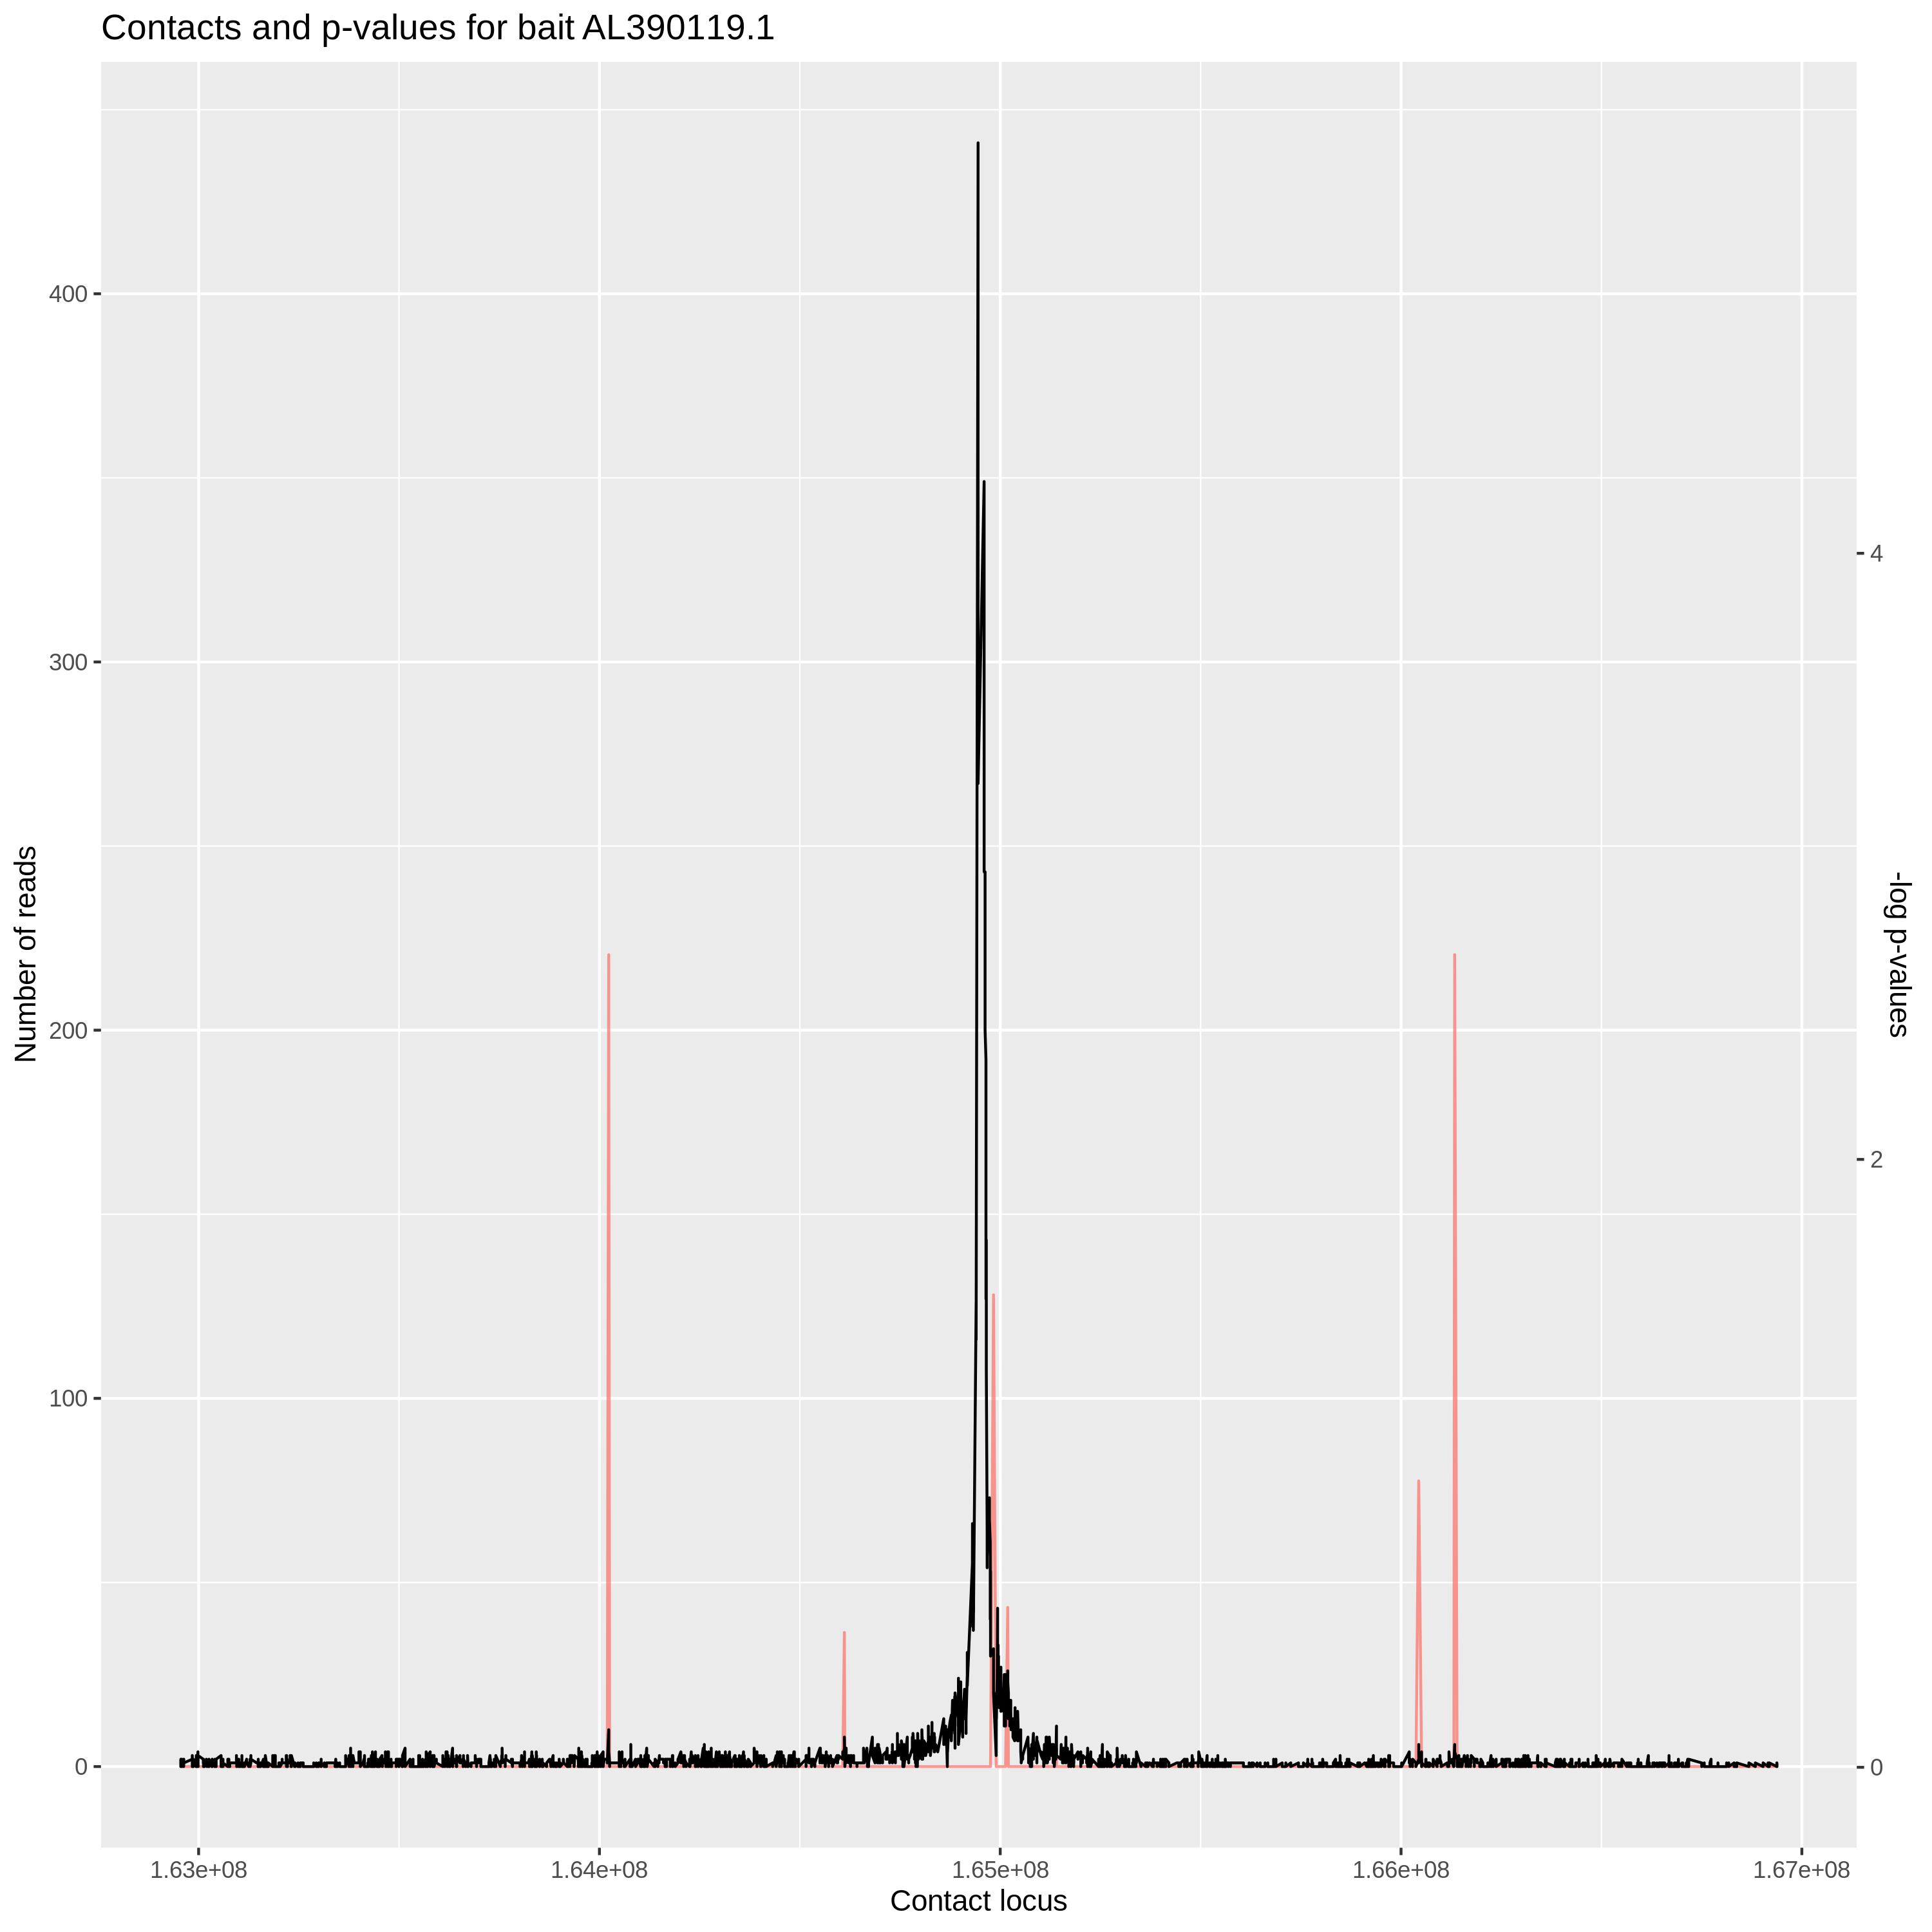 Contacts and p-values for bait AL390119.1
400
300
200
100
0
Number of reads
4
2
0
-log p-values
1.63e+08
1.64e+08
1.65e+08
1.66e+08
1.67e+08
Contact locus